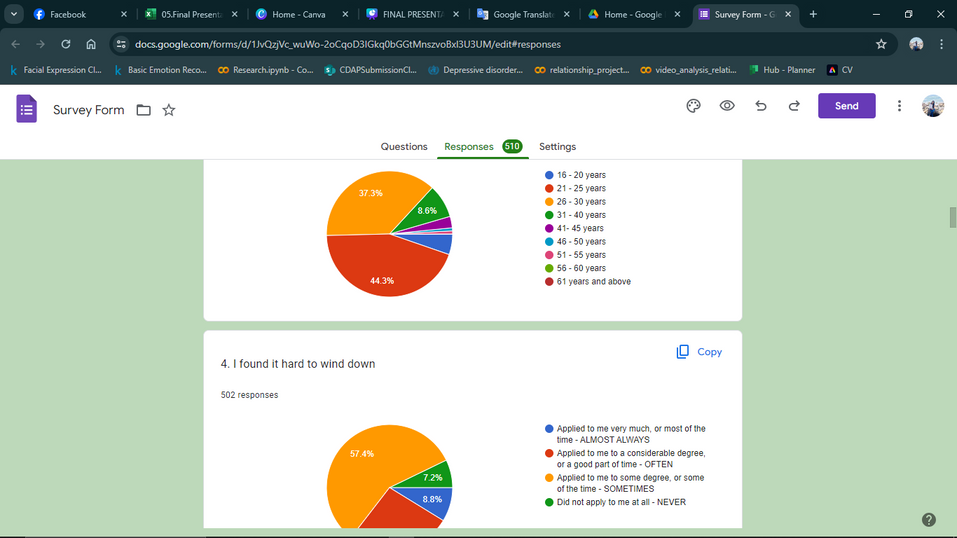 Facebook
05.Final Presenta
Home - Canva
FINAL PRESENTA
Google Translate
Home - Google
Survey Form - G
docs.google.com/forms/d/1JvQzjVc_wuWo-2oCqoD3IGkq0bGGtMnszvoBxl3U3UM/edit#responses
Facial Expression Cl...
Basic Emotion Reco...
Research.ipynb - Co...
CDAPSubmissionCl...
Depressive disorder...
relationship_project...
video_analysis_relati...
Hub - Planner
CV
Survey Form
Send
Questions
Responses 510
Settings
37.3%
8.6%
44.3%
16 - 20 years
21 - 25 years
26 - 30 years
31 - 40 years
41- 45 years
46 - 50 years
51 - 55 years
56 - 60 years
61 years and above
Copy
4. I found it hard to wind down
502 responses
57.4%
7.2%
8.8%
Applied to me very much, or most of the
time - ALMOST ALWAYS
Applied to me to a considerable degree,
or a good part of time - OFTEN
Applied to me to some degree, or some
of the time - SOMETIMES
Did not apply to me at all - NEVER